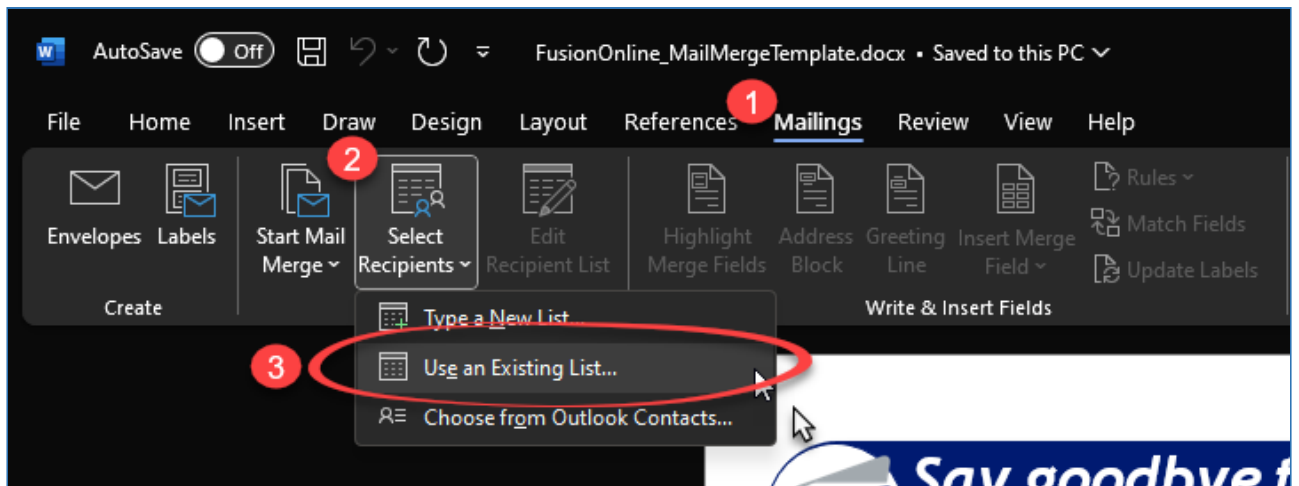 W AutoSave Off FusionOnline_MailMergeTemplate.docx • Saved to this PC
1
File Home Insert Draw Design Layout References Mailings Review View Help
2
Rules
Envelopes Labels Start Mail Merge Select Recipients Edit Recipient List Highlight Merge Fields Address Block Greeting Line Insert Merge Field Match Fields
Update Labels
Create Write & Insert Fields
Type a New List...
3 Use an Existing List...
Choose from Outlook Contacts...
Say goodbye f